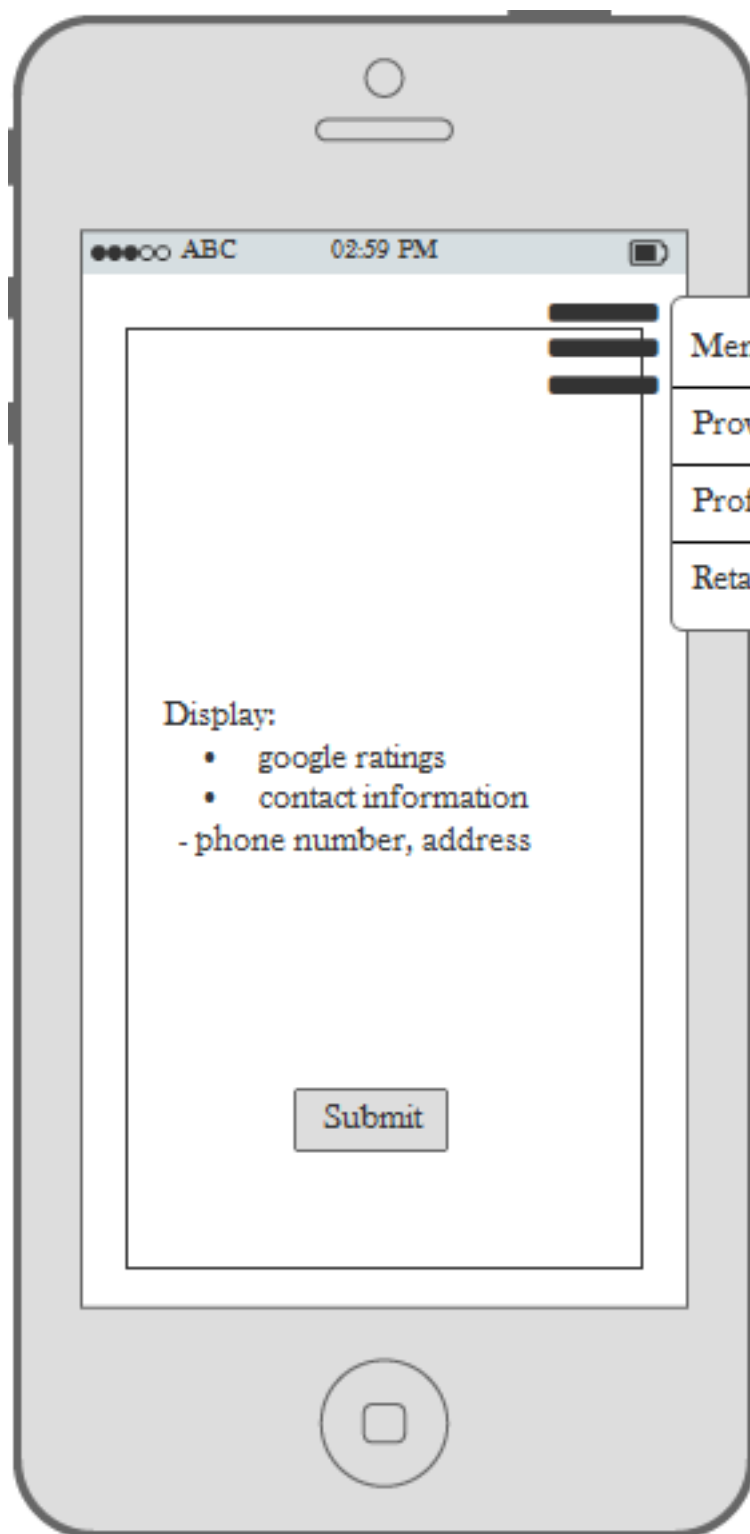 ABC 02:59 PM
Display:
• google ratings
• contact information
- phone number, address
Submit